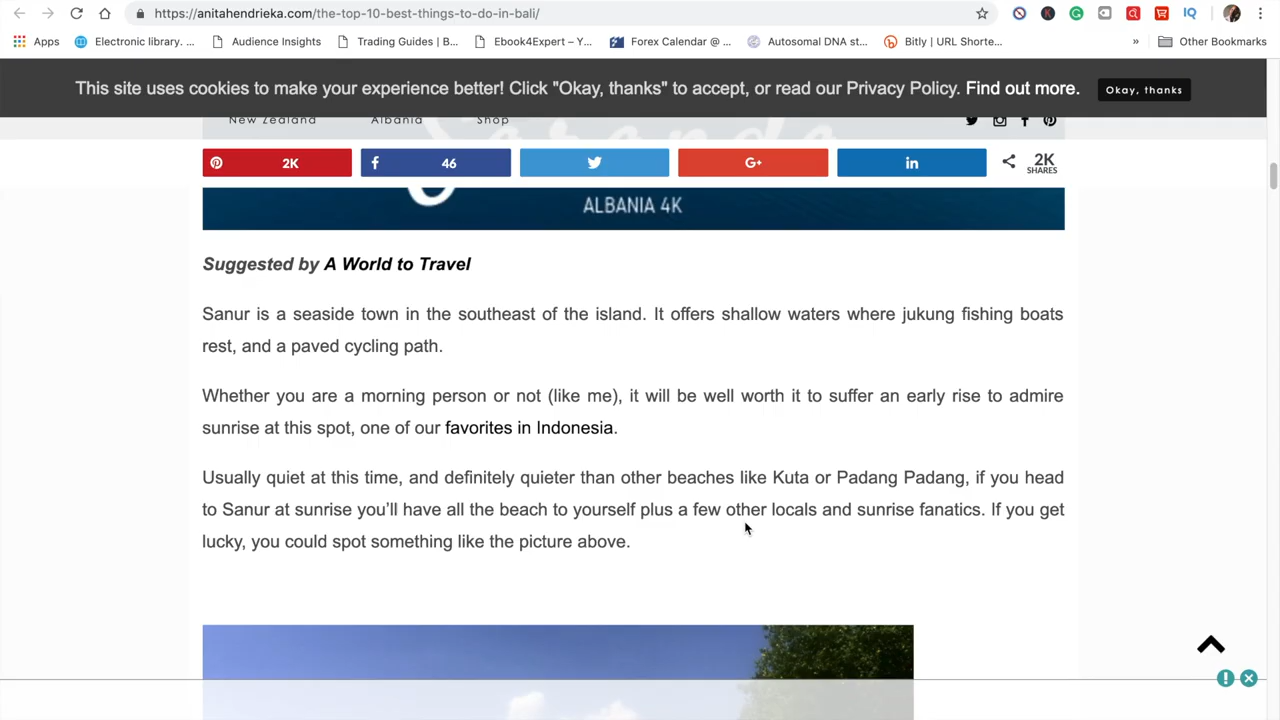 https://anitahendrieka.com/the-top-10-best-things-to-do-in-bali/
Apps Electronic library. ... Audience Insights Trading Guides | B... Ebook4Expert – Y... Forex Calendar @ ... Autosomal DNA st... Bitly | URL Shorte... » Other Bookmarks
This site uses cookies to make your experience better! Click "Okay, thanks" to accept, or read our Privacy Policy. Find out more. Okay, thanks
New Zealand Albania Shop
2K 46 G+ in 2K
SHARES
ALBANIA 4K
Suggested by A World to Travel
Sanur is a seaside town in the southeast of the island. It offers shallow waters where jukung fishing boats
rest, and a paved cycling path.
Whether you are a morning person or not (like me), it will be well worth it to suffer an early rise to admire
sunrise at this spot, one of our favorites in Indonesia.
Usually quiet at this time, and definitely quieter than other beaches like Kuta or Padang Padang, if you head
to Sanur at sunrise you’ll have all the beach to yourself plus a few other locals and sunrise fanatics. If you get
lucky, you could spot something like the picture above.